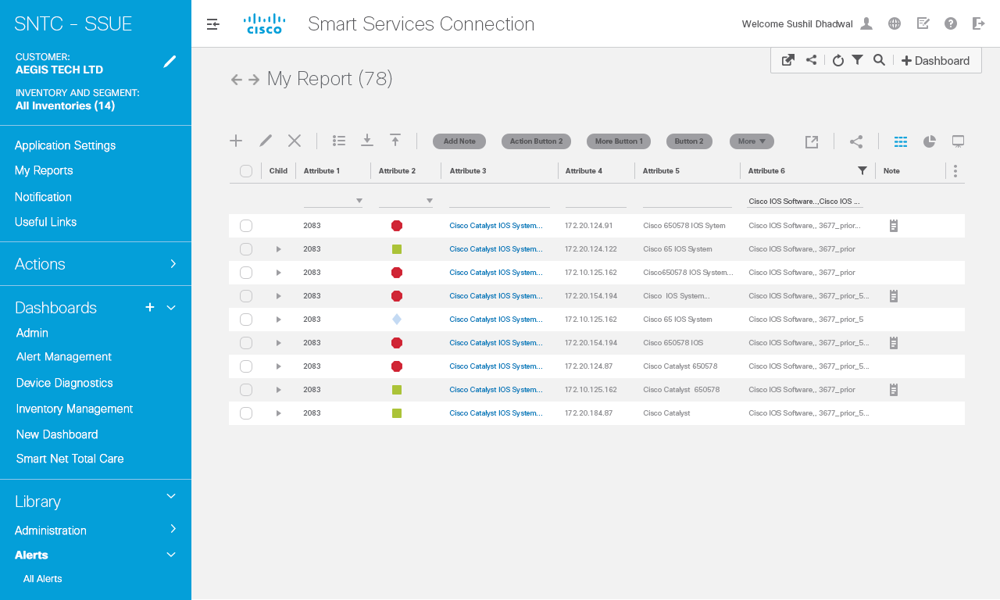 SNTC - SSUE
CUSTOMER:
AEGIS TECH LTD
INVENTORY AND SEGMENT:
All Inventories (14)
Application Settings
My Reports
Notification
Useful Links
Actions
Dashboards
Admin
Alert Management
Device Diagnostics
Inventory Management
New Dashboard
Smart Net Total Care
Library
Administration
Alerts
All Alerts
CISCO
Smart Services Connection
Welcome Sushil Dhadwal
Dashboard
My Report (78)
Add Note Action Button 2 More Button 1 Button 2 More
Child Attribute 1 Attribute 2 Attribute 3 Attribute 4 Attribute 5 Attribute 6 Note
Cisco IOS Software..,Cisco IOS ...
2083 Cisco Catalyst IOS System... 172.20.124.91 Cisco 650578 IOS Sytem Cisco IOS Software,, 3677_prior...
2083 Cisco Catalyst IOS System... 172.20.124.122 Cisco 65 IOS System Cisco IOS Software,, 3677_prior
2083 Cisco Catalyst IOS System... 172.10.125.162 Cisco650578 IOS System... Cisco IOS Software,, 3677_prior
2083 Cisco Catalyst IOS System... 172.20.154.194 Cisco  IOS System... Cisco IOS Software,, 3677_prior_5...
2083 Cisco Catalyst IOS System... 172.10.125.162 Cisco 65 IOS System Cisco IOS Software,, 3677_prior_5
2083 Cisco Catalyst IOS System... 172.20.154.194 Cisco 650578 IOS Cisco IOS Software,, 3677_prior_5...
2083 Cisco Catalyst IOS System... 172.20.124.87 Cisco Catalyst 650578 Cisco IOS Software,, 3677_prior_5...
2083 Cisco Catalyst IOS System... 172.10.125.162 Cisco Catalyst  650578 Cisco IOS Software,, 3677_prior
2083 Cisco Catalyst IOS System... 172.20.184.87 Cisco Catalyst Cisco IOS Software,, 3677_prior_5...